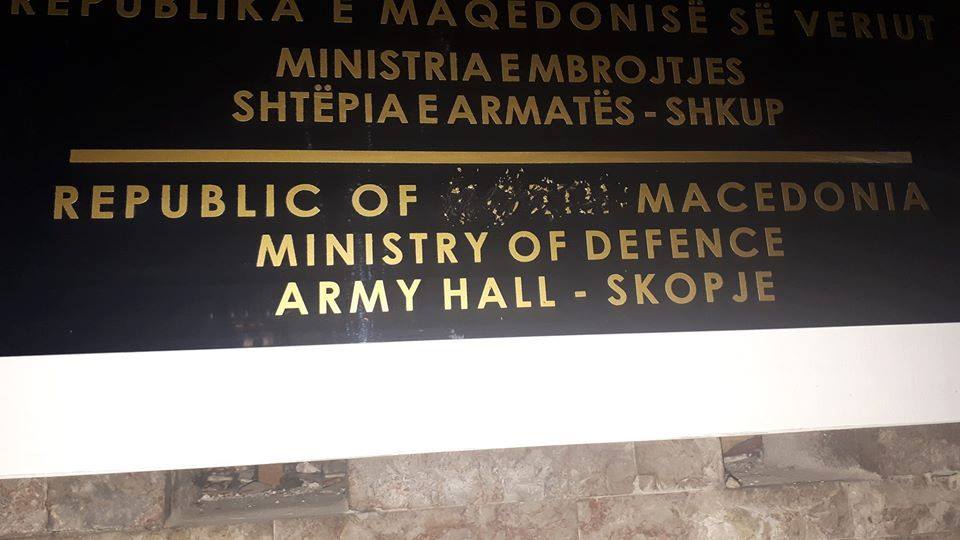 REPUBLIKA E MAQEDONISË SË VERIUT
MINISTRIA E MBROJTJES
SHTËPIA E ARMATËS - SHKUP
REPUBLIC OF MACEDONIA
MINISTRY OF DEFENCE
ARMY HALL - SKOPJE